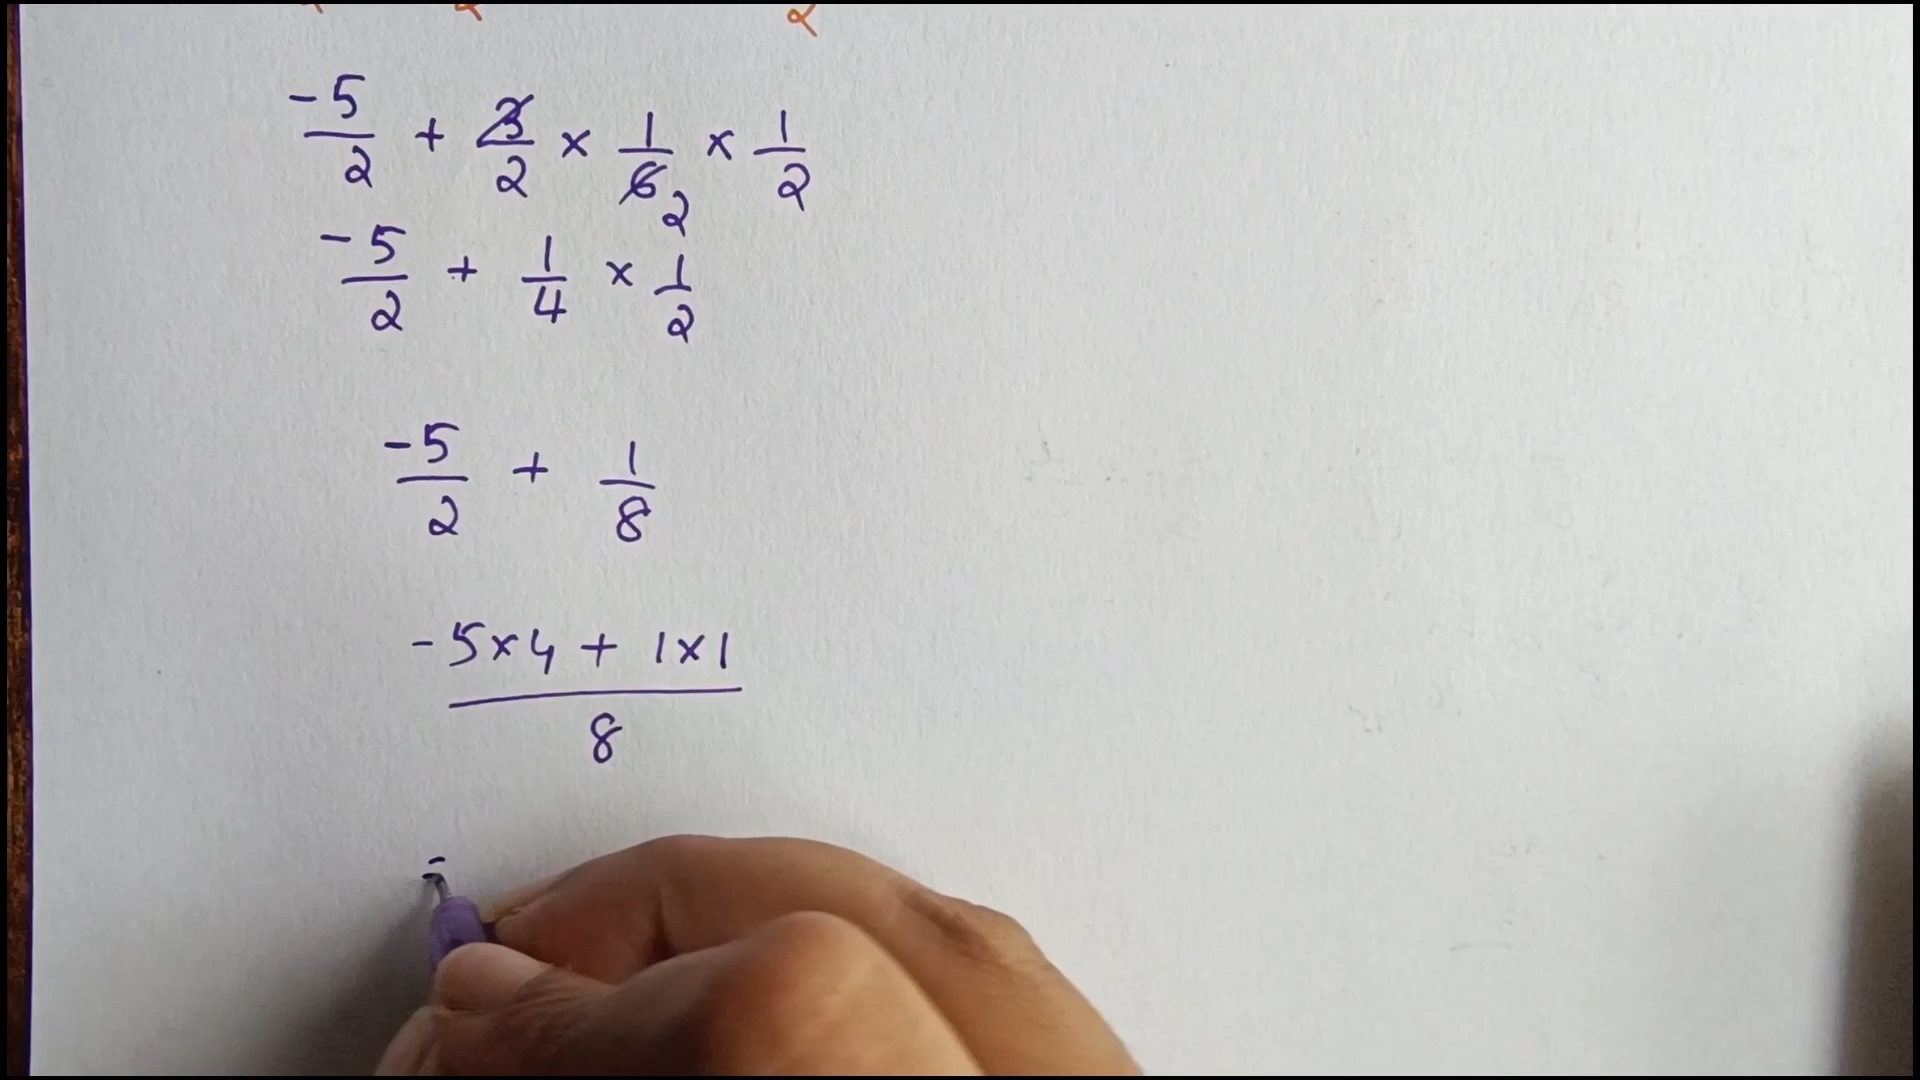 -5/2 + 3/2 × 1/6 2 × 1/2
-5/2 + 1/4 × 1/2
-5/2 + 1/8
-5×4 + 1×1 / 8
=